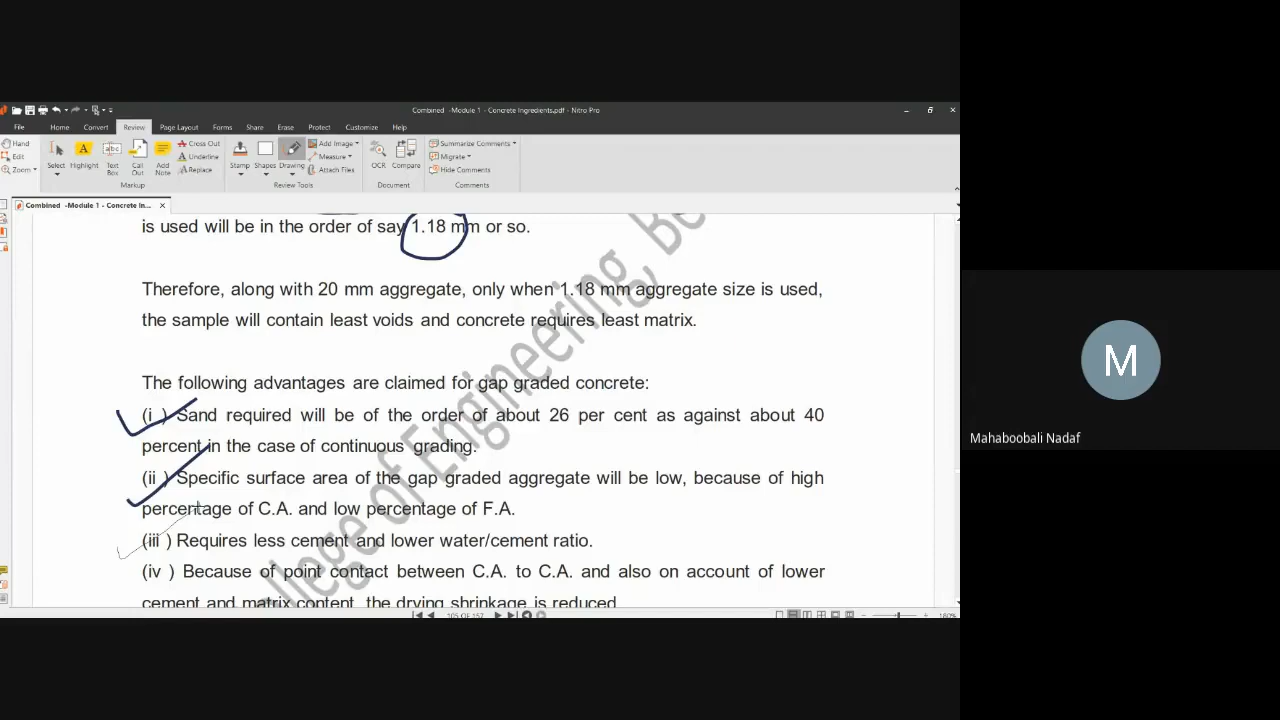 Combined -Module 1 - Concrete Ingredients.pdf - Nitro Pro
File Home Convert Review Page Layout Forms Share Erase Protect Customize Help
Hand
Edit
Zoom
Select
Highlight
Text Box
Call Out
Add Note
Cross Out
Underline
Replace
Markup
Stamp
Shapes
Drawing
Add Image
Measure
Attach Files
Review Tools
OCR
Compare
Document
Summarize Comments
Migrate
Hide Comments
Comments
Combined -Module 1 - Concrete In...
is used will be in the order of say 1.18 mm or so.
Therefore, along with 20 mm aggregate, only when 1.18 mm aggregate size is used,
the sample will contain least voids and concrete requires least matrix.
The following advantages are claimed for gap graded concrete:
(i ) Sand required will be of the order of about 26 per cent as against about 40
percent in the case of continuous grading.
(ii ) Specific surface area of the gap graded aggregate will be low, because of high
percentage of C.A. and low percentage of F.A.
(iii ) Requires less cement and lower water/cement ratio.
(iv ) Because of point contact between C.A. to C.A. and also on account of lower
cement and matrix content, the drying shrinkage is reduced
of Engineering,
105 OF 157
180%
M
Mahaboobali Nadaf